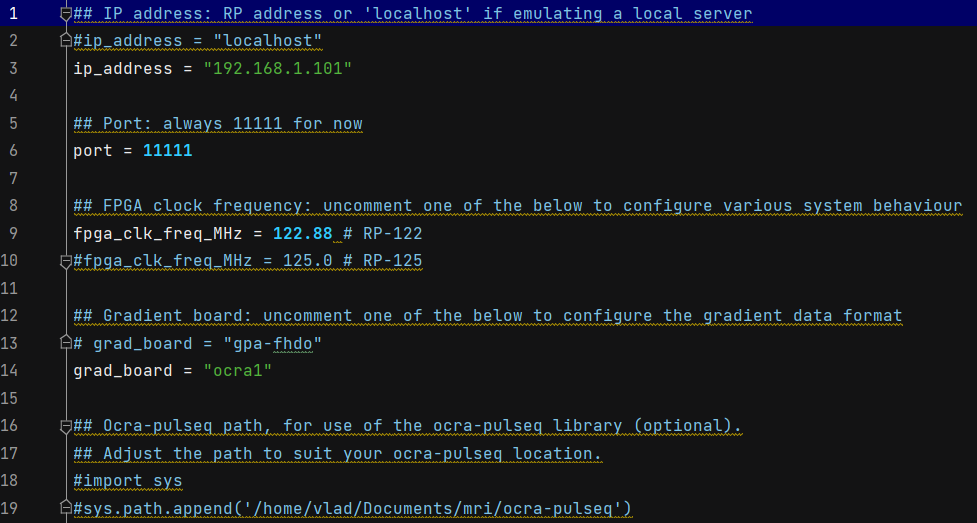 1 ## IP address: RP address or 'localhost' if emulating a local server
2 #ip_address = "localhost"
3 ip_address = "192.168.1.101"
4
5 ## Port: always 11111 for now
6 port = 11111
7
8 ## FPGA clock frequency: uncomment one of the below to configure various system behaviour
9 fpga_clk_freq_MHz = 122.88 # RP-122
10 #fpga_clk_freq_MHz = 125.0 # RP-125
11
12 ## Gradient board: uncomment one of the below to configure the gradient data format
13 # grad_board = "gpa-fhdo"
14 grad_board = "ocra1"
15
16 ## Ocra-pulseq path, for use of the ocra-pulseq library (optional).
17 ## Adjust the path to suit your ocra-pulseq location.
18 #import sys
19 #sys.path.append('/home/vlad/Documents/mri/ocra-pulseq')